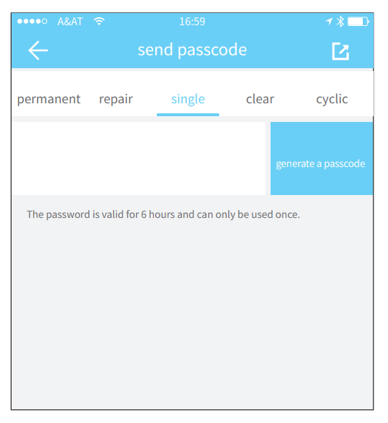 A&AT 16:59
send passcode
permanent repair single clear cyclic
generate a passcode
The password is valid for 6 hours and can only be used once.